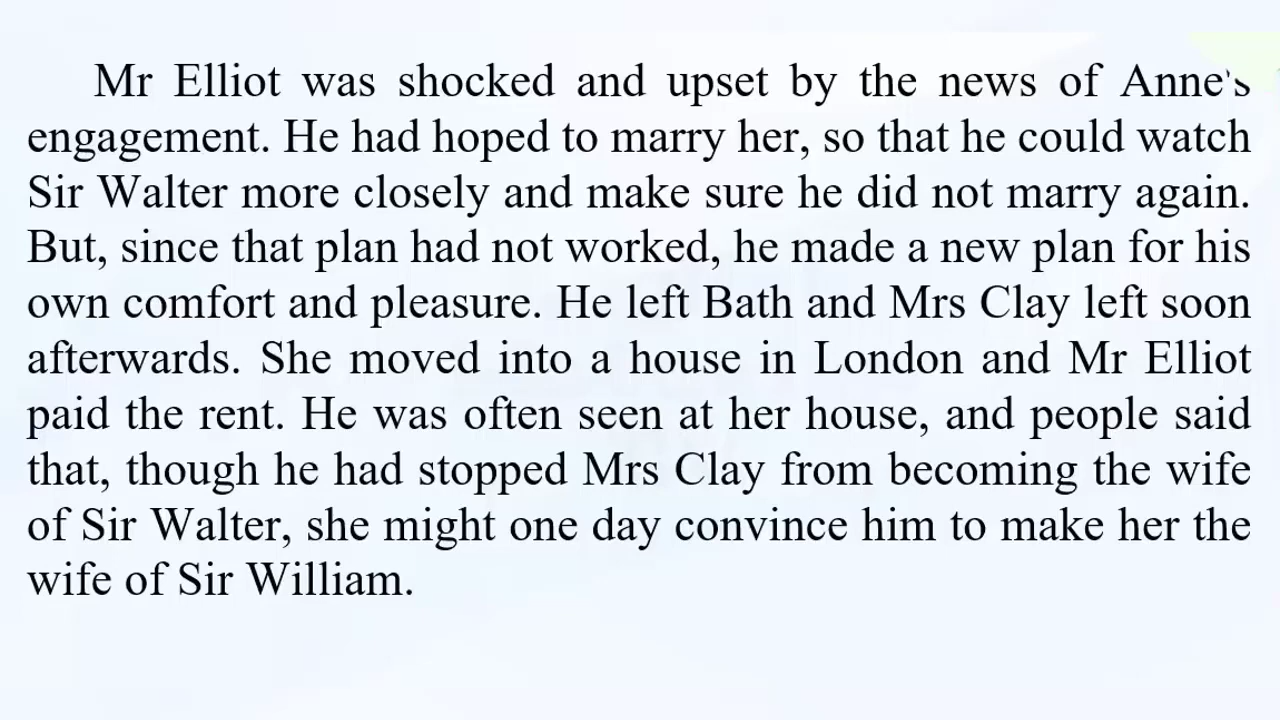 Mr Elliot was shocked and upset by the news of Anne's
engagement. He had hoped to marry her, so that he could watch
Sir Walter more closely and make sure he did not marry again.
But, since that plan had not worked, he made a new plan for his
own comfort and pleasure. He left Bath and Mrs Clay left soon
afterwards. She moved into a house in London and Mr Elliot
paid the rent. He was often seen at her house, and people said
that, though he had stopped Mrs Clay from becoming the wife
of Sir Walter, she might one day convince him to make her the
wife of Sir William.